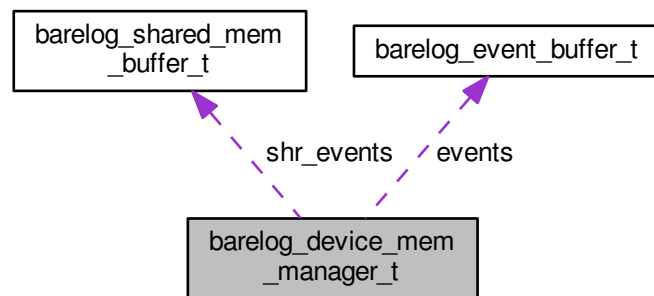 barelog_shared_mem
_buffer_t
barelog_event_buffer_t
shr_events
events
barelog_device_mem
_manager_t